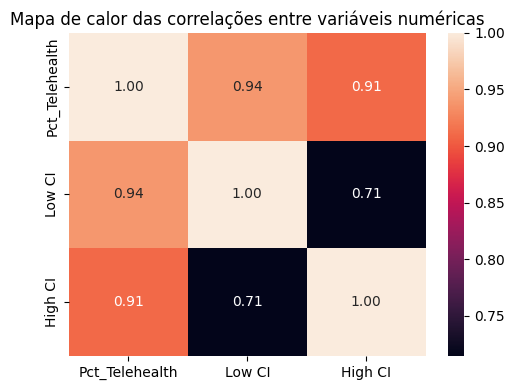 Mapa de calor das correlações entre variáveis numéricas
Pct_Telehealth
1.00 0.94 0.91
Low CI
0.94 1.00 0.71
High CI
0.91 0.71 1.00
Pct_Telehealth Low CI High CI
1.00
0.95
0.90
0.85
0.80
0.75